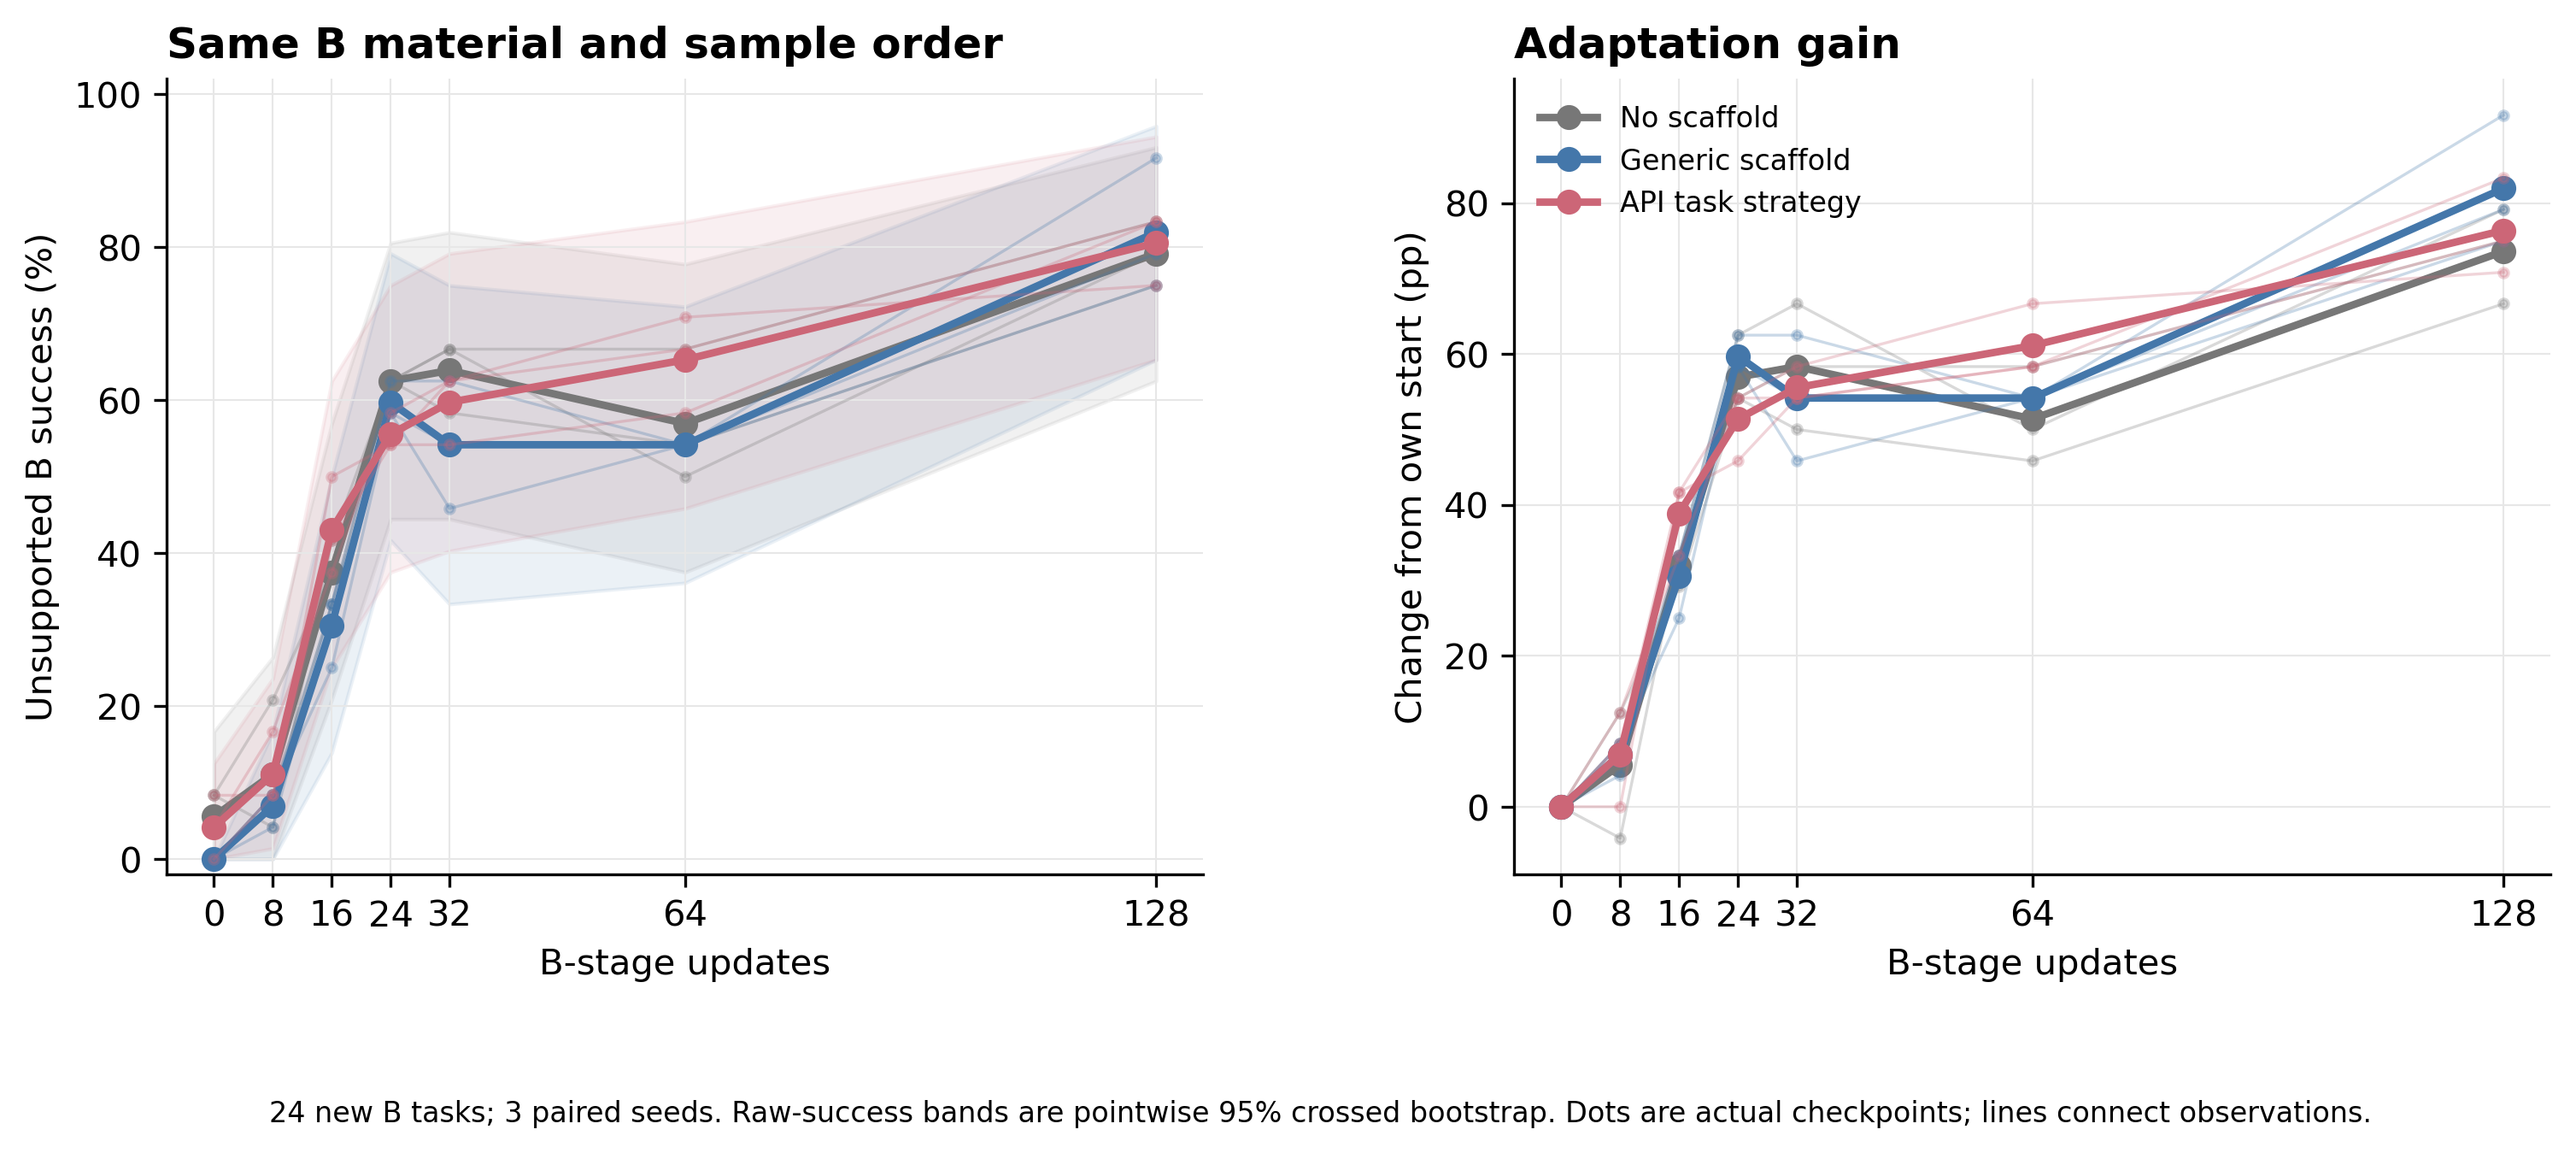 Same B material and sample order
Unsupported B success (%)
100
80
60
40
20
0
0 8 16 24 32 64 128
B-stage updates
Adaptation gain
No scaffold
Generic scaffold
API task strategy
Change from own start (pp)
80
60
40
20
0
0 8 16 24 32 64 128
B-stage updates
24 new B tasks; 3 paired seeds. Raw-success bands are pointwise 95% crossed bootstrap. Dots are actual checkpoints; lines connect observations.